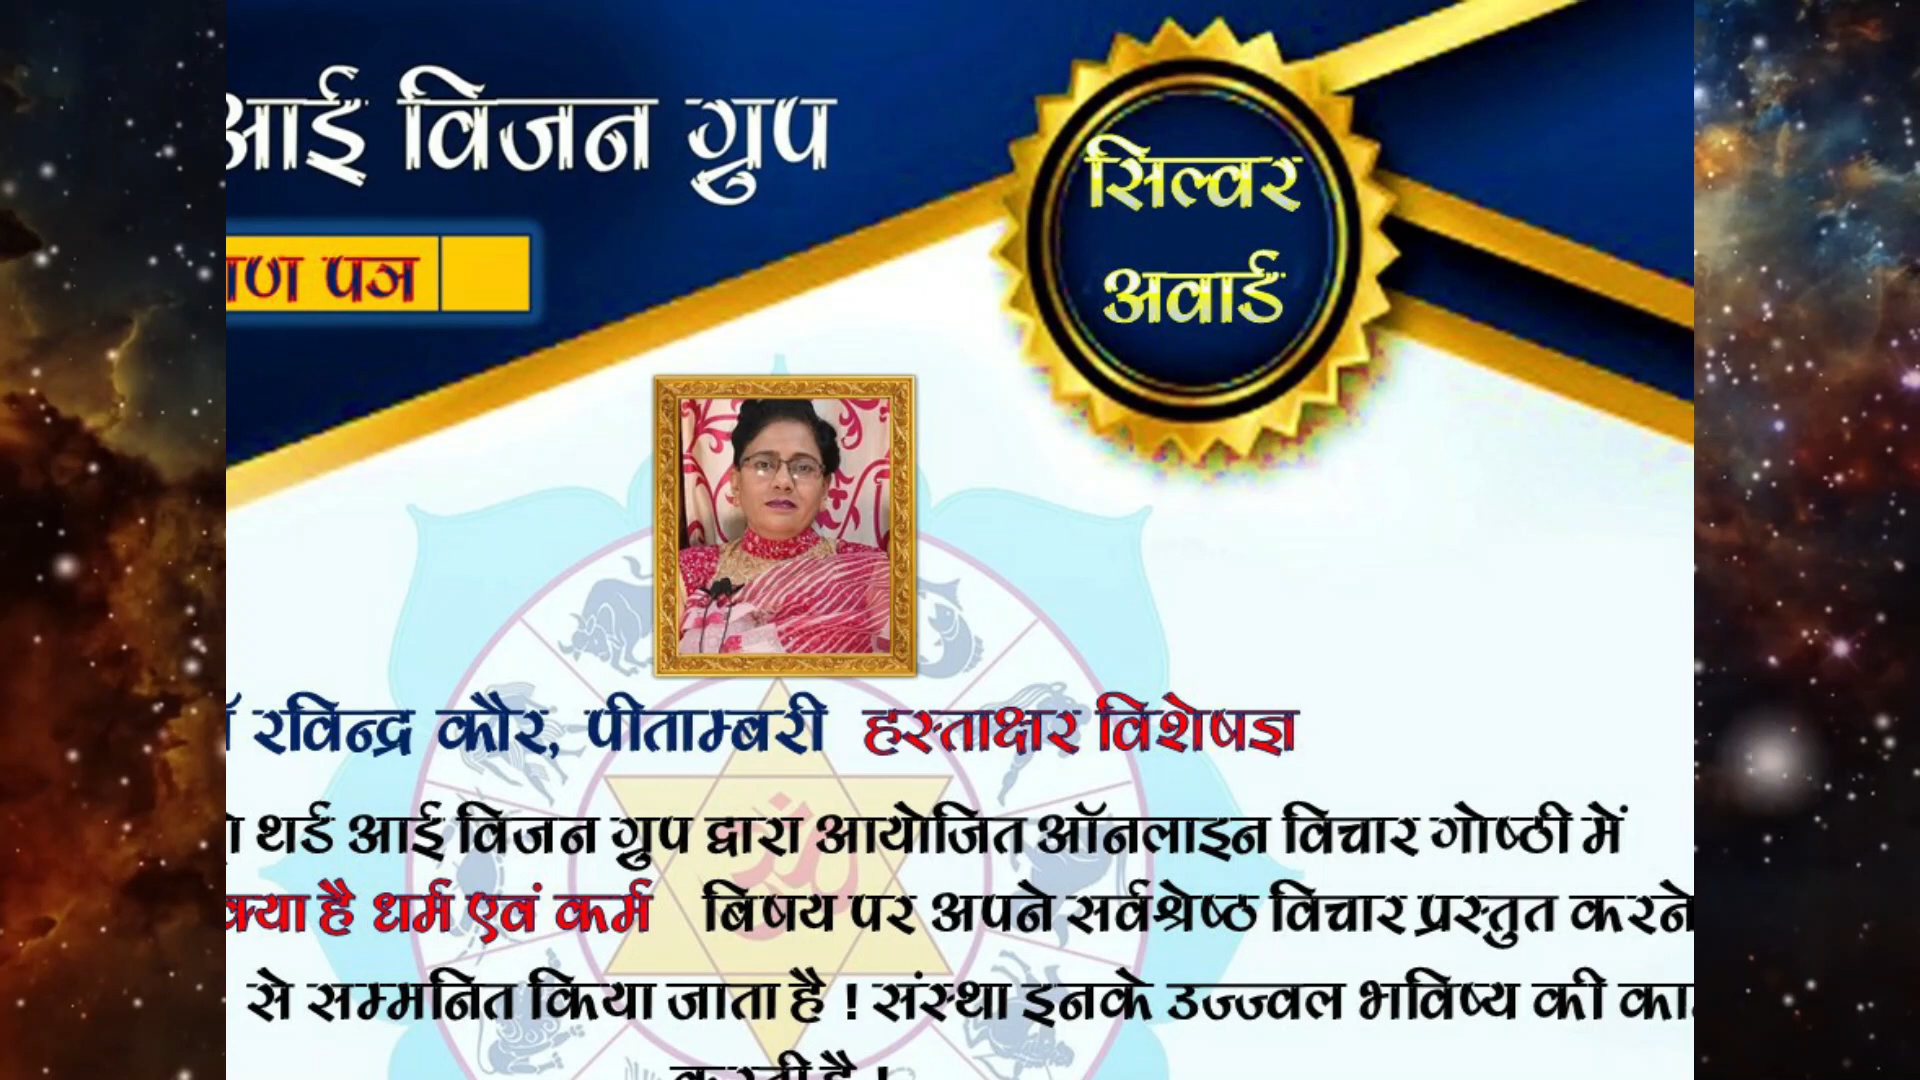 आई विजन ग्रुप
सिल्वर
अवार्ड
पत्र
रविन्द्र कौर, पीताम्बरी हस्ताक्षर विशेषज्ञ
थर्ड आई विजन ग्रुप द्वारा आयोजित ऑनलाइन विचार गोष्ठी में
क्या है धर्म एवं कर्म बिषय पर अपने सर्वश्रेष्ठ विचार प्रस्तुत करने
से सम्मनित किया जाता है ! संस्था इनके उज्ज्वल भविष्य की
करती है !